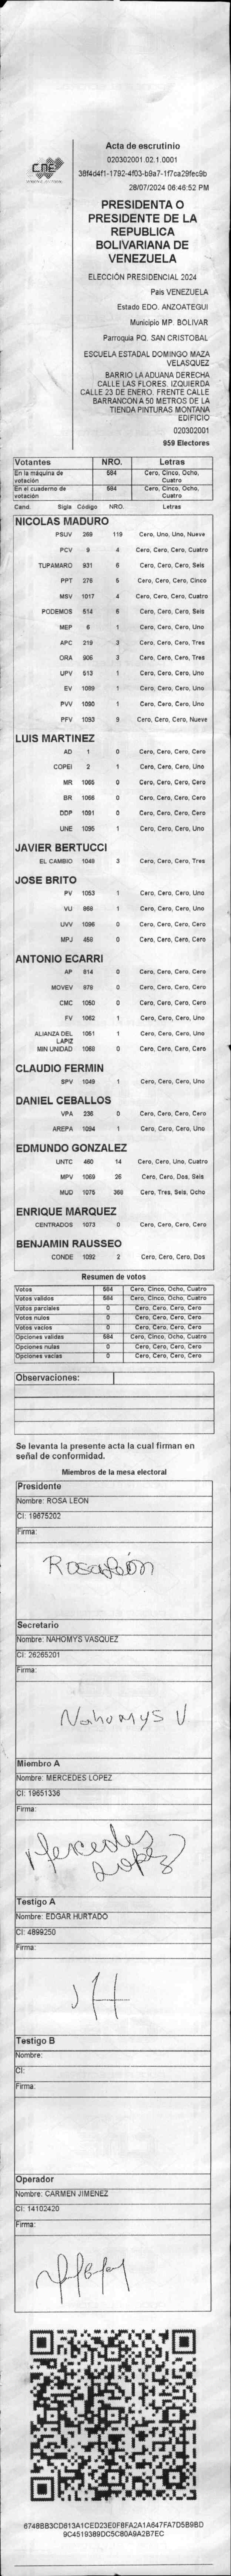 CNE
Acta de escrutinio
020302001.02.1.0001
38f4d4f1-1792-4f03-b9a7-1f7ca29fec9b
28/07/2024 08:46:52 PM
PRESIDENTA O
PRESIDENTE DE LA
REPUBLICA
BOLIVARIANA DE
VENEZUELA
ELECCIÓN PRESIDENCIAL 2024
País VENEZUELA
Estado EDO. ANZOATEGUI
Municipio MP. BOLIVAR
Parroquia PQ. SAN CRISTOBAL
ESCUELA ESTADAL DOMINGO MAZA
VELASQUEZ
BARRIO LA ADUANA DERECHA
CALLE LAS FLORES. IZQUIERDA
CALLE 23 DE ENERO. FRENTE CALLE
BARRANCON A 50 METROS DE LA
TIENDA PINTURAS MONTANA
EDIFICIO
020302001
959 Electores
Votantes NRO. Letras
En la máquina de votación 584 Cero, Cinco, Ocho, Cuatro
En el cuaderno de votación 584 Cero, Cinco, Ocho, Cuatro
Cand. Sigla Código NRO. Letras
NICOLAS MADURO
PSUV 119 Cero, Uno, Uno, Nueve
PCV 4 Cero, Cero, Cero, Cuatro
TUPAMARO 931 6 Cero, Cero, Cero, Seis
PPT 5 Cero, Cero, Cero, Cinco
MSV 1017 4 Cero, Cero, Cero, Cuatro
PODEMOS 514 6 Cero, Cero, Cero, Seis
MEP 6 1 Cero, Cero, Cero, Uno
APC 219 3 Cero, Cero, Cero, Tres
ORA 906 3 Cero, Cero, Cero, Tres
UPV 513 1 Cero, Cero, Cero, Uno
EV 1089 1 Cero, Cero, Cero, Uno
PVV 1090 1 Cero, Cero, Cero, Uno
PFV 1093 9 Cero, Cero, Cero, Nueve
LUIS MARTINEZ
AD 1 0 Cero, Cero, Cero, Cero
COPEI 2 1 Cero, Cero, Cero, Uno
MR 0 Cero, Cero, Cero, Cero
BR 0 Cero, Cero, Cero, Cero
DDP 1091 0 Cero, Cero, Cero, Cero
UNE 1095 1 Cero, Cero, Cero, Uno
JAVIER BERTUCCI
EL CAMBIO 1048 3 Cero, Cero, Cero, Tres
JOSE BRITO
PV 1053 1 Cero, Cero, Cero, Uno
VU 868 1 Cero, Cero, Cero, Uno
UVV 1096 0 Cero, Cero, Cero, Cero
MPJ 458 0 Cero, Cero, Cero, Cero
ANTONIO ECARRI
AP 914 0 Cero, Cero, Cero, Cero
MOVEV 978 0 Cero, Cero, Cero, Cero
CMC 1050 0 Cero, Cero, Cero, Cero
FV 1062 1 Cero, Cero, Cero, Uno
ALIANZA DEL LAPIZ 1051 1 Cero, Cero, Cero, Uno
MIN UNIDAD 1068 0 Cero, Cero, Cero, Cero
CLAUDIO FERMIN
SPV 1049 1 Cero, Cero, Cero, Uno
DANIEL CEBALLOS
VPA 236 0 Cero, Cero, Cero, Cero
AREPA 1094 1 Cero, Cero, Cero, Uno
EDMUNDO GONZALEZ
UNTC 460 14 Cero, Cero, Uno, Cuatro
MPV 1069 26 Cero, Cero, Dos, Seis
MUD 1075 368 Cero, Tres, Seis, Ocho
ENRIQUE MARQUEZ
CENTRADOS 1073 0 Cero, Cero, Cero, Cero
BENJAMIN RAUSSEO
CONDE 1092 2 Cero, Cero, Cero, Dos
Resumen de votos
Votos 584 Cero, Cinco, Ocho, Cuatro
Votos validos 584 Cero, Cinco, Ocho, Cuatro
Votos parciales 0 Cero, Cero, Cero, Cero
Votos nulos 0 Cero, Cero, Cero, Cero
Votos vacios 0 Cero, Cero, Cero, Cero
Opciones validas 584 Cero, Cinco, Ocho, Cuatro
Opciones nulas 0 Cero, Cero, Cero, Cero
Opciones vacias 0 Cero, Cero, Cero, Cero
Observaciones:
Se levanta la presente acta la cual firman en
señal de conformidad.
Miembros de la mesa electoral
Presidente
Nombre: ROSA LEON
CI: 19675202
Firma:
Rosa León
Secretario
Nombre: NAHOMYS VASQUEZ
CI: 26265201
Firma:
Nahomys V
Miembro A
Nombre: MERCEDES LOPEZ
CI: 19651336
Firma:
Mercedes
Lopez
Testigo A
Nombre: EDGAR HURTADO
CI: 4899250
Firma:
Testigo B
Nombre:
CI:
Firma:
Operador
Nombre: CARMEN JIMENEZ
CI: 14102420
Firma:
6748BB3CD613A1CED23E0F8FA2A1A647FA7D5B9BD
9C4519389DC5C80A9A2B7EC